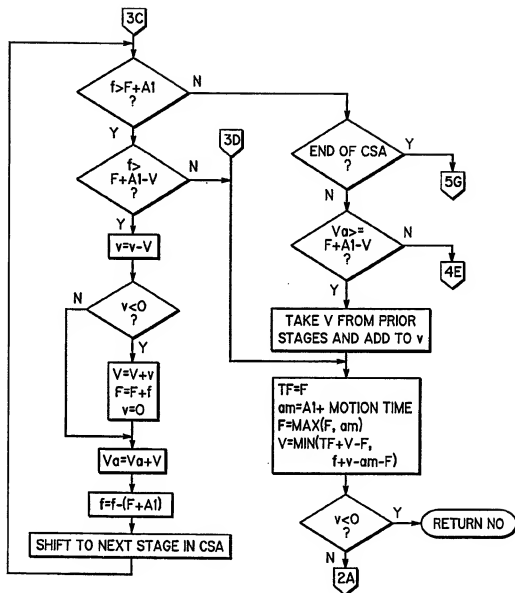 3C
f>F+A1
?
N
Y
f>
F+A1-V
?
N
Y
3D
v=v-V
v<0
?
N
Y
V=V+v
F=F+f
v=0
Va=Va+V
f=f-(F+A1)
SHIFT TO NEXT STAGE IN CSA
END OF CSA
?
Y
5G
N
Va>=
F+A1-V
?
N
4E
Y
TAKE V FROM PRIOR
STAGES AND ADD TO v
TF=F
am=A1+ MOTION TIME
F=MAX(F, am)
V=MIN(TF+V-F,
f+v-am-F)
v<0
?
Y
RETURN NO
N
2A